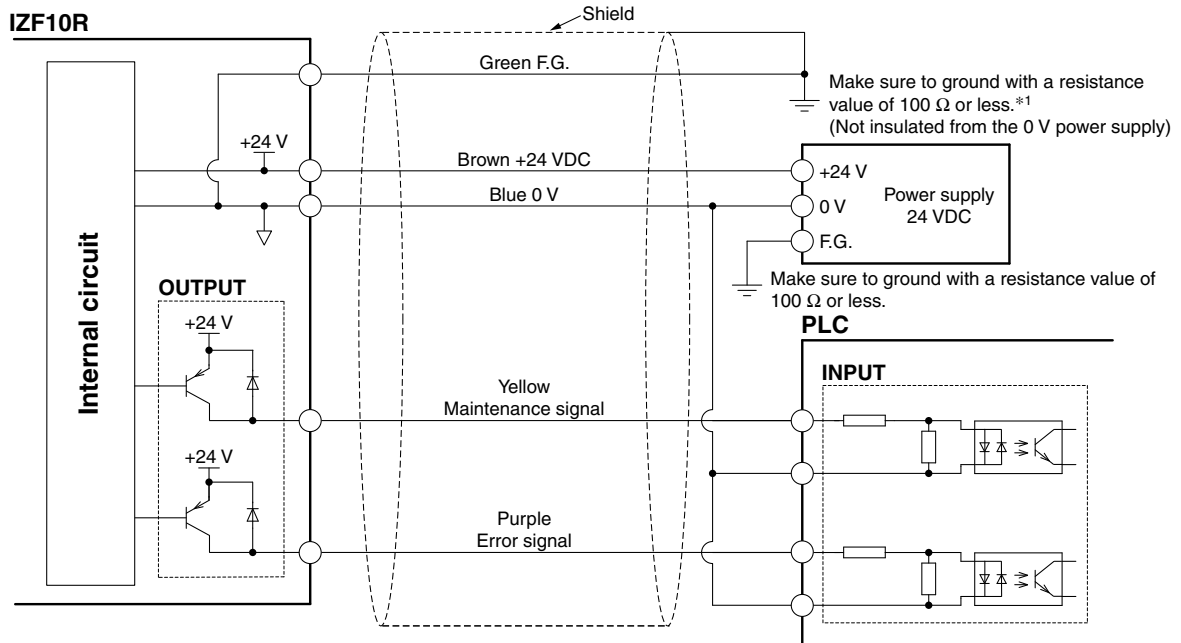 IZF10R
Shield
Green F.G.
Make sure to ground with a resistance
value of 100 Ω or less.*1
(Not insulated from the 0 V power supply)
+24 V
Brown +24 VDC
+24 V
Blue 0 V
0 V
Power supply
24 VDC
F.G.
Make sure to ground with a resistance value of
100 Ω or less.
Internal circuit
OUTPUT
+24 V
PLC
INPUT
Yellow
Maintenance signal
+24 V
Purple
Error signal